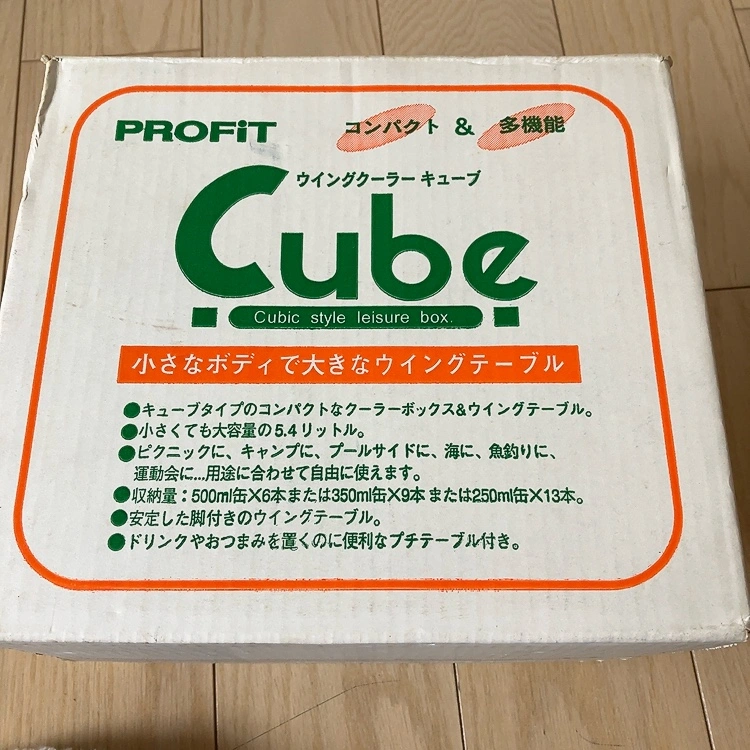 PROFiT
コンパクト & 多機能
ウイングクーラー キューブ
Cube
Cubic style leisure box.
小さなボディで大きなウイングテーブル
●キューブタイプのコンパクトなクーラーボックス&ウイングテーブル。
●小さくても大容量の5.4リットル。
●ピクニックに、キャンプに、プールサイドに、海に、魚釣りに、
運動会に...用途に合わせて自由に使えます。
●収納量：500ml缶×6本または350ml缶×9本または250ml缶×13本。
●安定した脚付きのウイングテーブル。
●ドリンクやおつまみを置くのに便利なプチテーブル付き。